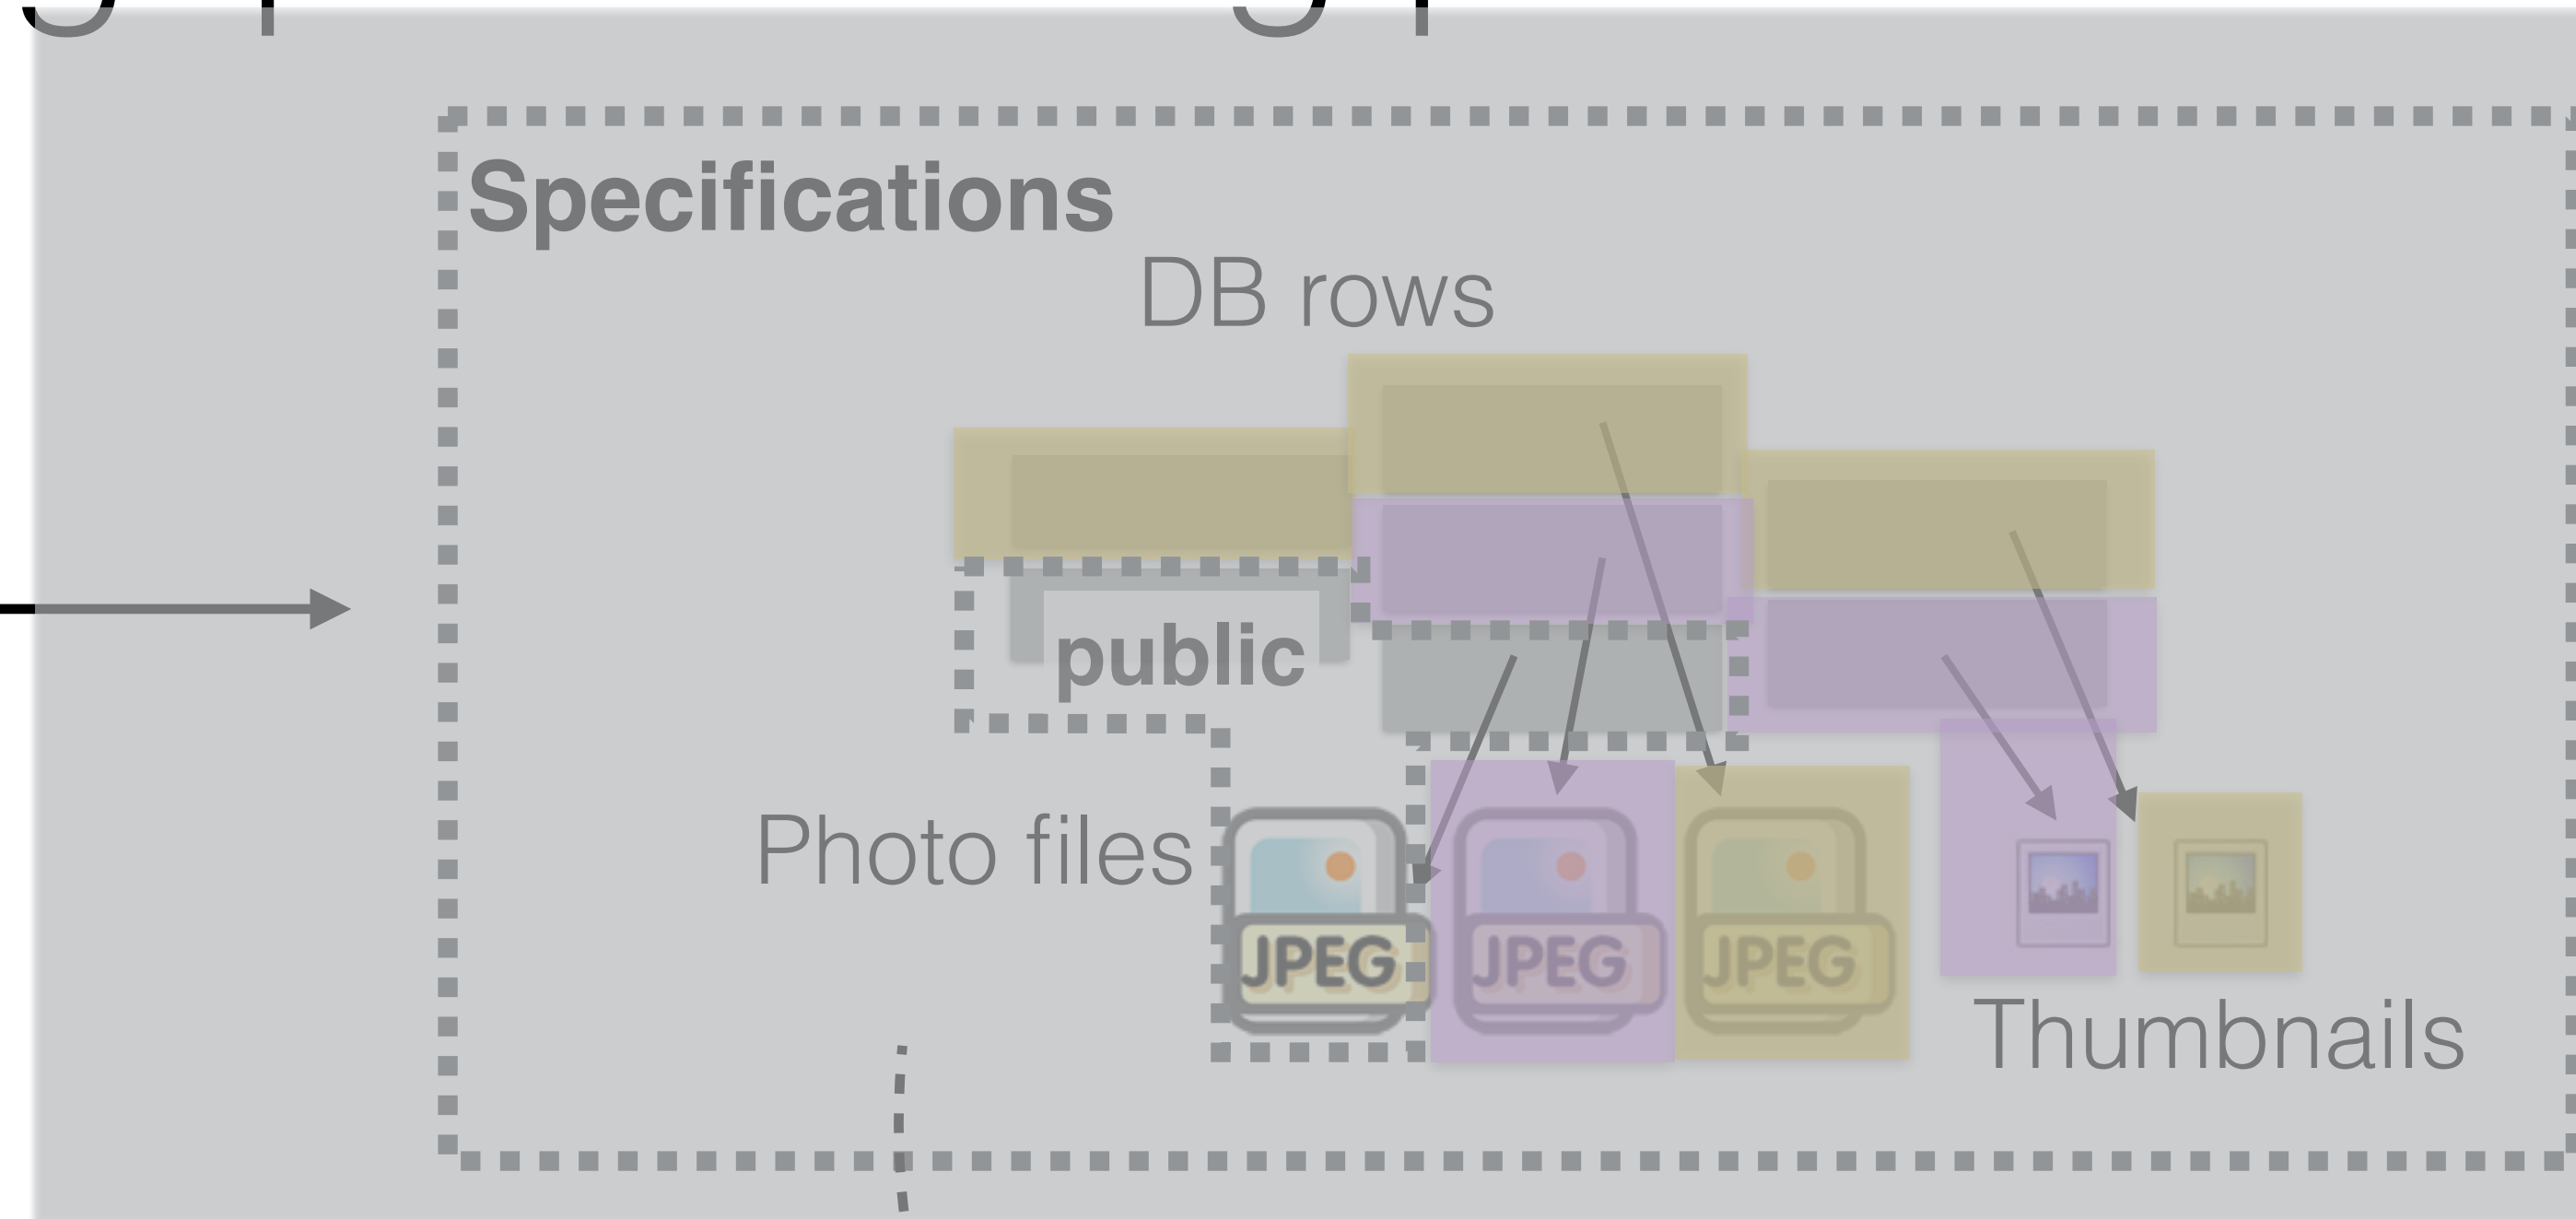 Specifications
DB rows
public
Photo files
JPEG JPEG JPEG
Thumbnails